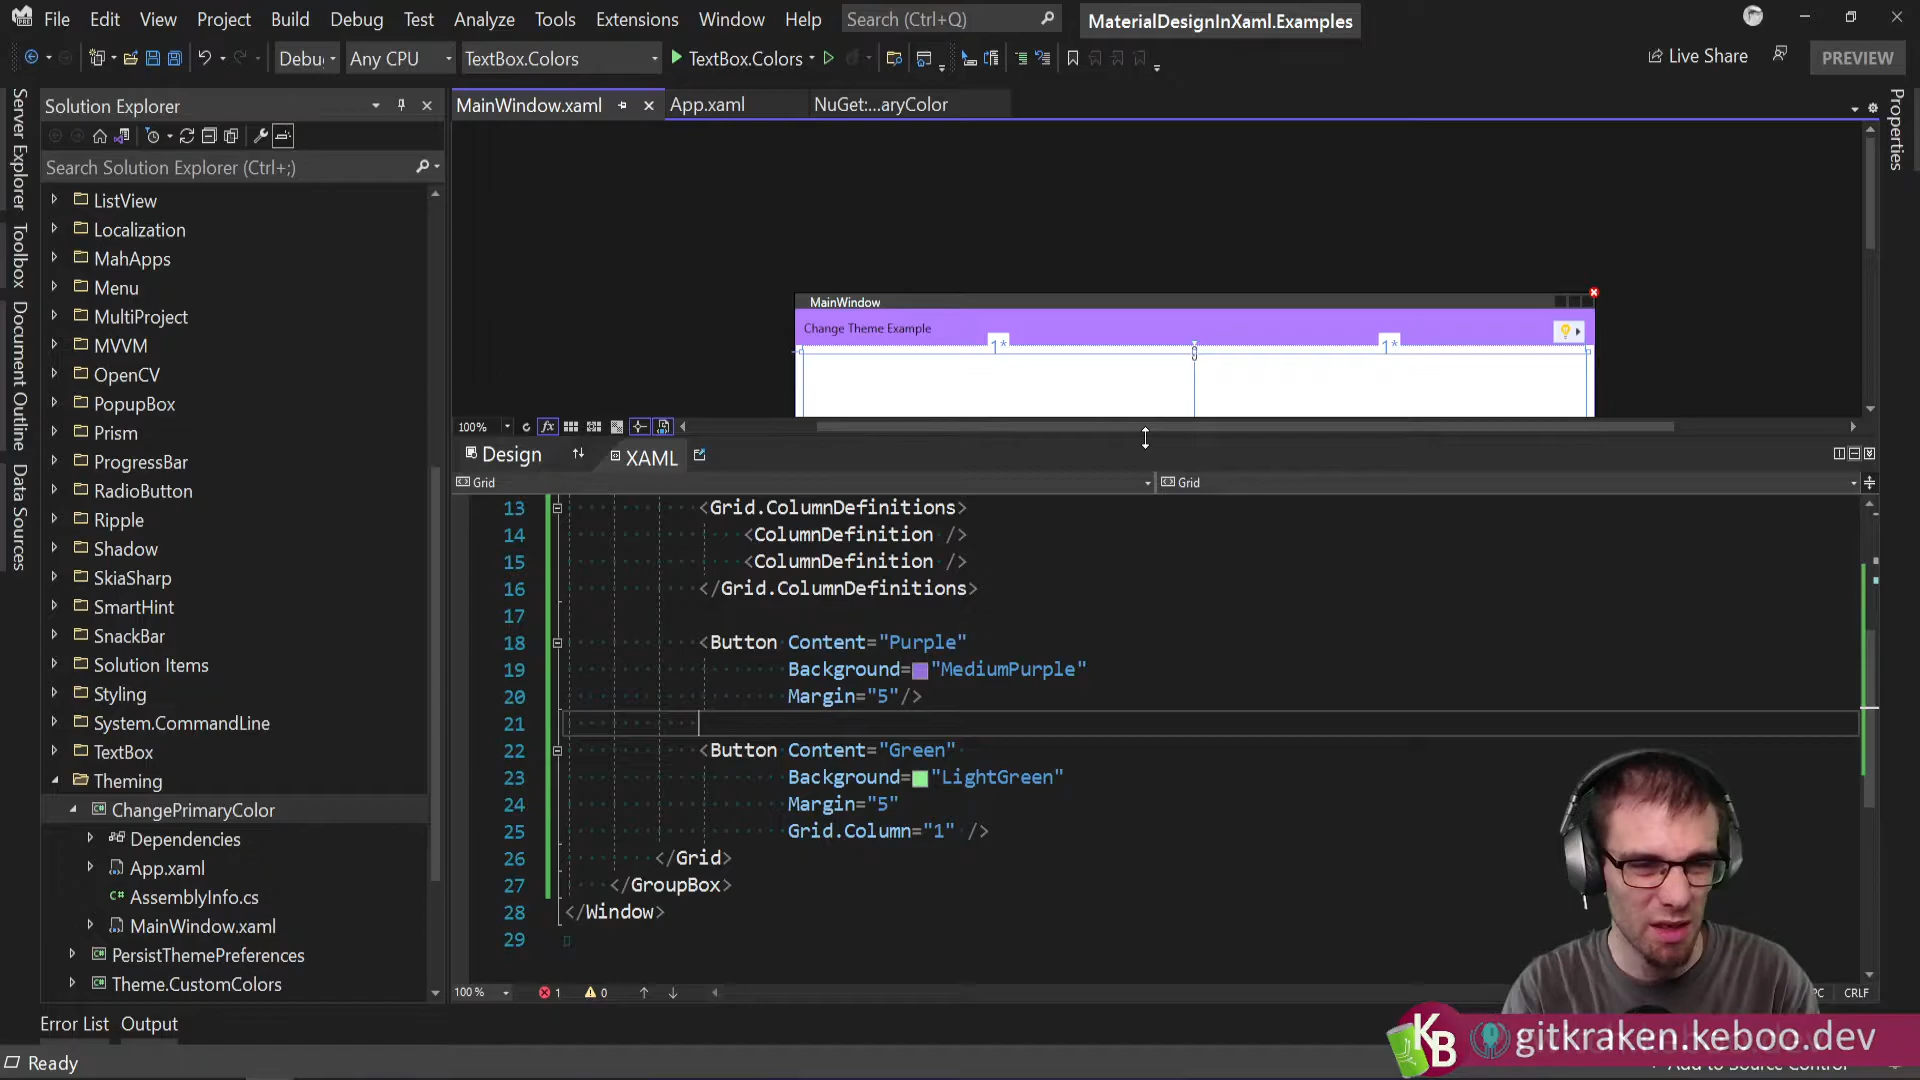 File Edit View Project Build Debug Test Analyze Tools Extensions Window Help Search (Ctrl+Q) MaterialDesignInXaml.Examples
Debug Any CPU TextBox.Colors TextBox.Colors Live Share PREVIEW
Server Explorer
Toolbox
Document Outline
Data Sources
Solution Explorer
Search Solution Explorer (Ctrl+;)
ListView
Localization
MahApps
Menu
MultiProject
MVVM
OpenCV
PopupBox
Prism
ProgressBar
RadioButton
Ripple
Shadow
SkiaSharp
SmartHint
SnackBar
Solution Items
Styling
System.CommandLine
TextBox
Theming
ChangePrimaryColor
Dependencies
App.xaml
AssemblyInfo.cs
MainWindow.xaml
PersistThemePreferences
Theme.CustomColors
MainWindow.xaml App.xaml NuGet:...aryColor
Properties
MainWindow
Change Theme Example
1* 1*
100%
Design XAML
Grid Grid
13 <Grid.ColumnDefinitions>
14 <ColumnDefinition />
15 <ColumnDefinition />
16 </Grid.ColumnDefinitions>
17
18 <Button Content="Purple"
19 Background="MediumPurple"
20 Margin="5"/>
21
22 <Button Content="Green"
23 Background="LightGreen"
24 Margin="5"
25 Grid.Column="1" />
26 </Grid>
27 </GroupBox>
28 </Window>
29
100 % 1 0 CRLF
Error List Output
KB gitkraken.keboo.dev
Ready